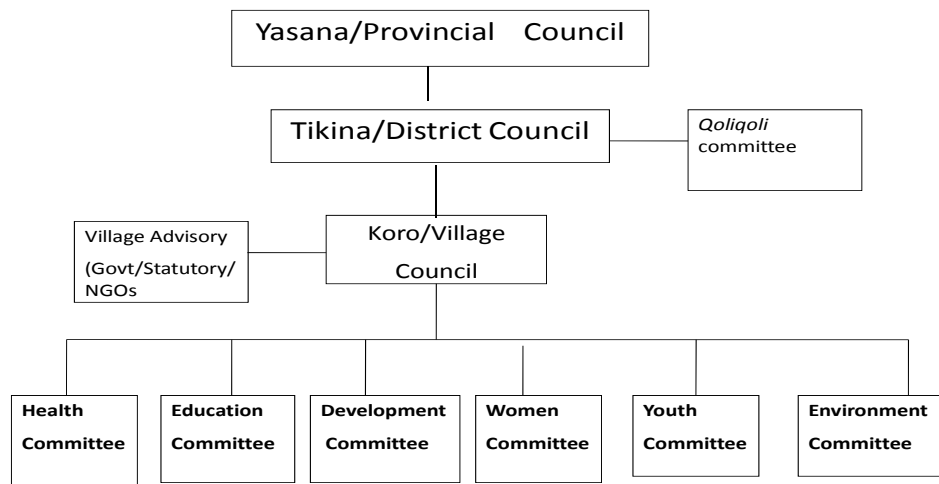 Yasana/Provincial Council
Tikina/District Council
Qoliqoli
committee
Koro/Village
Council
Village Advisory
(Govt/Statutory/
NGOs
Health
Committee
Education
Committee
Development
Committee
Women
Committee
Youth
Committee
Environment
Committee